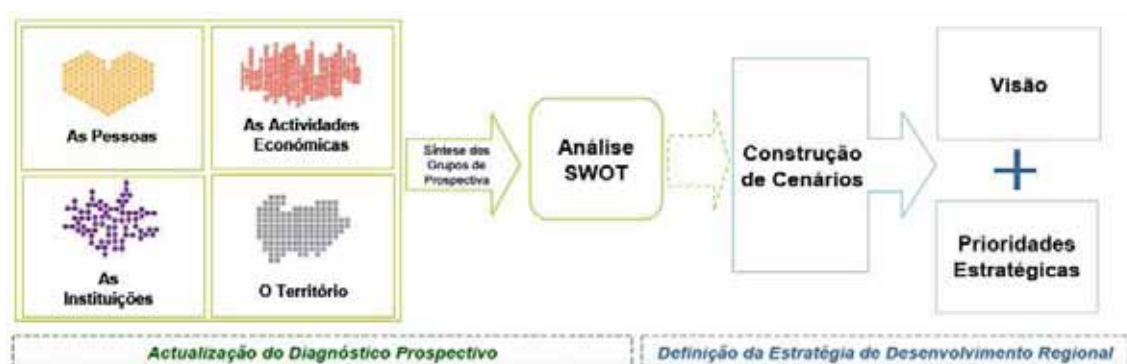 As Pessoas
As Actividades
Económicas
As
Instituições
O Território
Síntese dos
Grupos de
Prospectiva
Análise
SWOT
Construção
de Cenários
Visão
+
Prioridades
Estratégicas
Actualização do Diagnóstico Prospectivo
Definição da Estratégia de Desenvolvimento Regional